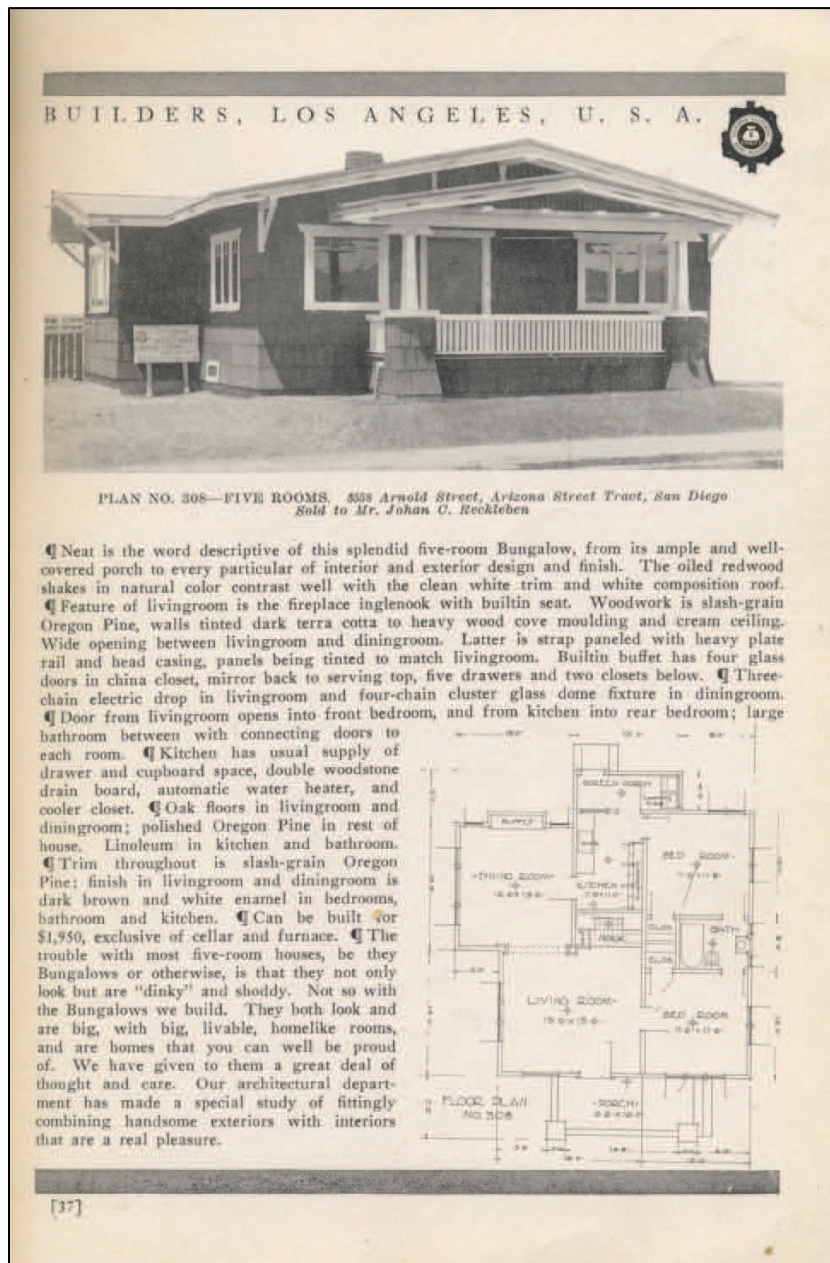 BUILDERS, LOS ANGELES, U. S. A.
PLAN NO. 308—FIVE ROOMS. Arnold Street, Arizona Street Tract, San Diego
Sold to Mr. Johan C. Reckleben
¶ Neat is the word descriptive of this splendid five-room Bungalow, from its ample and well-
covered porch to every particular of interior and exterior design and finish. The oiled redwood
shakes in natural color contrast well with the clean white trim and white composition roof.
¶ Feature of livingroom is the fireplace inglenook with builtin seat. Woodwork is slash-grain
Oregon Pine, walls tinted dark terra cotta to heavy wood cove moulding and cream ceiling.
Wide opening between livingroom and diningroom. Latter is strap paneled with heavy plate
rail and head casing, panels being tinted to match livingroom. Builtin buffet has four glass
doors in china closet, mirror back to serving top, five drawers and two closets below. ¶ Three-
chain electric drop in livingroom and four-chain cluster glass dome fixture in diningroom.
¶ Door from livingroom opens into front bedroom, and from kitchen into rear bedroom; large
bathroom between with connecting doors to
each room. ¶ Kitchen has usual supply of
drawer and cupboard space, double woodstone
drain board, automatic water heater, and
cooler closet. ¶ Oak floors in livingroom and
diningroom; polished Oregon Pine in rest of
house. Linoleum in kitchen and bathroom.
¶ Trim throughout is slash-grain Oregon
Pine; finish in livingroom and diningroom is
dark brown and white enamel in bedrooms,
bathroom and kitchen. ¶ Can be built for
$1,950, exclusive of cellar and furnace. ¶ The
trouble with most five-room houses, be they
Bungalows or otherwise, is that they not only
look but are "dinky" and shoddy. Not so with
the Bungalows we build. They both look and
are big, with big, livable, homelike rooms,
and are homes that you can well be proud
of. We have given to them a great deal of
thought and care. Our architectural depart-
ment has made a special study of fittingly
combining handsome exteriors with interiors
that are a real pleasure.
SCREEN PORCH
BUFFET
BED ROOM
DINING ROOM
KITCHEN
CLOS
BATH
NOOK
CLOS
LIVING ROOM
BED ROOM
PORCH
FLOOR PLAN
NO. 308
[37]